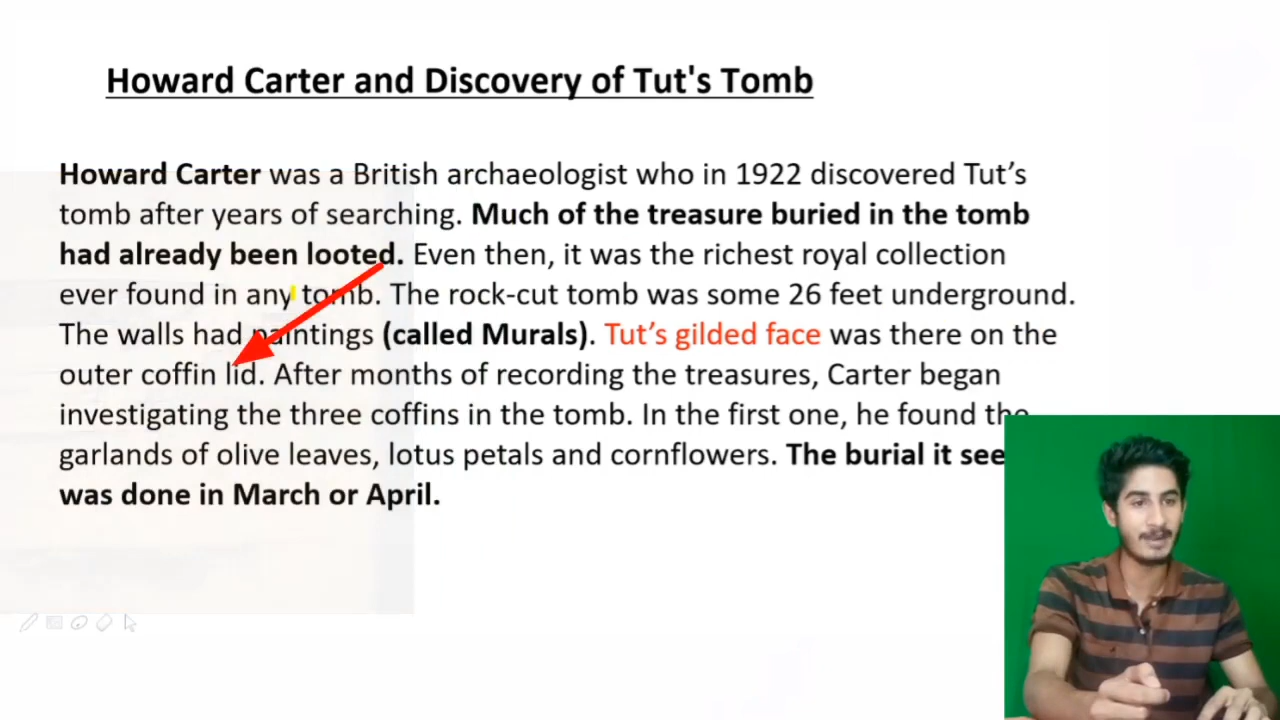 Howard Carter and Discovery of Tut's Tomb
Howard Carter was a British archaeologist who in 1922 discovered Tut’s
tomb after years of searching. Much of the treasure buried in the tomb
had already been looted. Even then, it was the richest royal collection
ever found in any tomb. The rock-cut tomb was some 26 feet underground.
The walls had paintings (called Murals). Tut’s gilded face was there on the
outer coffin lid. After months of recording the treasures, Carter began
investigating the three coffins in the tomb. In the first one, he found the
garlands of olive leaves, lotus petals and cornflowers. The burial it
was done in March or April.